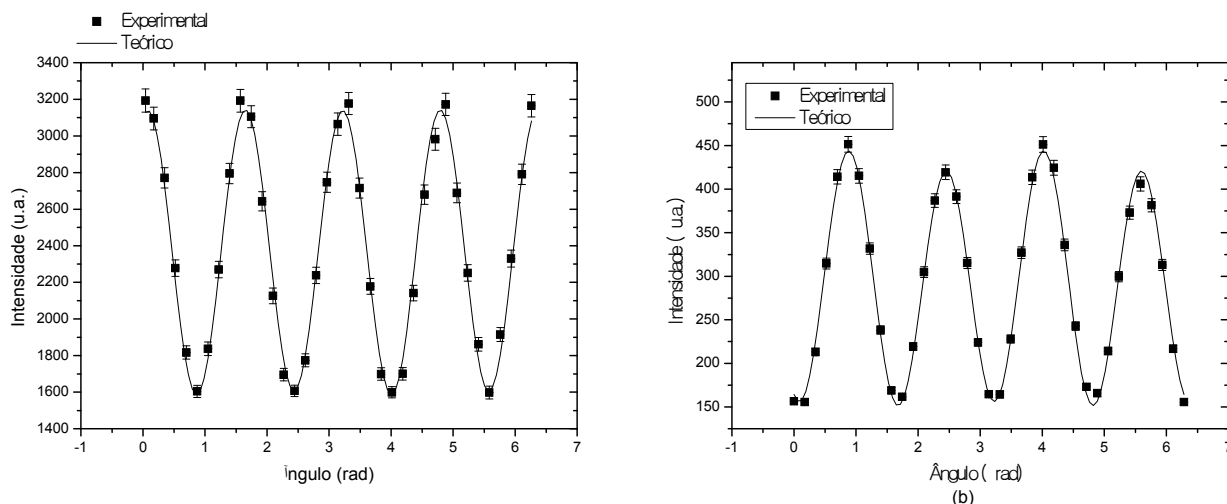 Experimental
Teórico
3400
3200
3000
2800
2600
2400
2200
2000
1800
1600
1400
Intensidade (u.a.)
-1 0 1 2 3 4 5 6 7
Ìngulo (rad)
Experimental
Teórico
500
450
400
350
300
250
200
150
Intensidade ( u.a.)
-1 0 1 2 3 4 5 6 7
Ângulo ( rad)
(b)